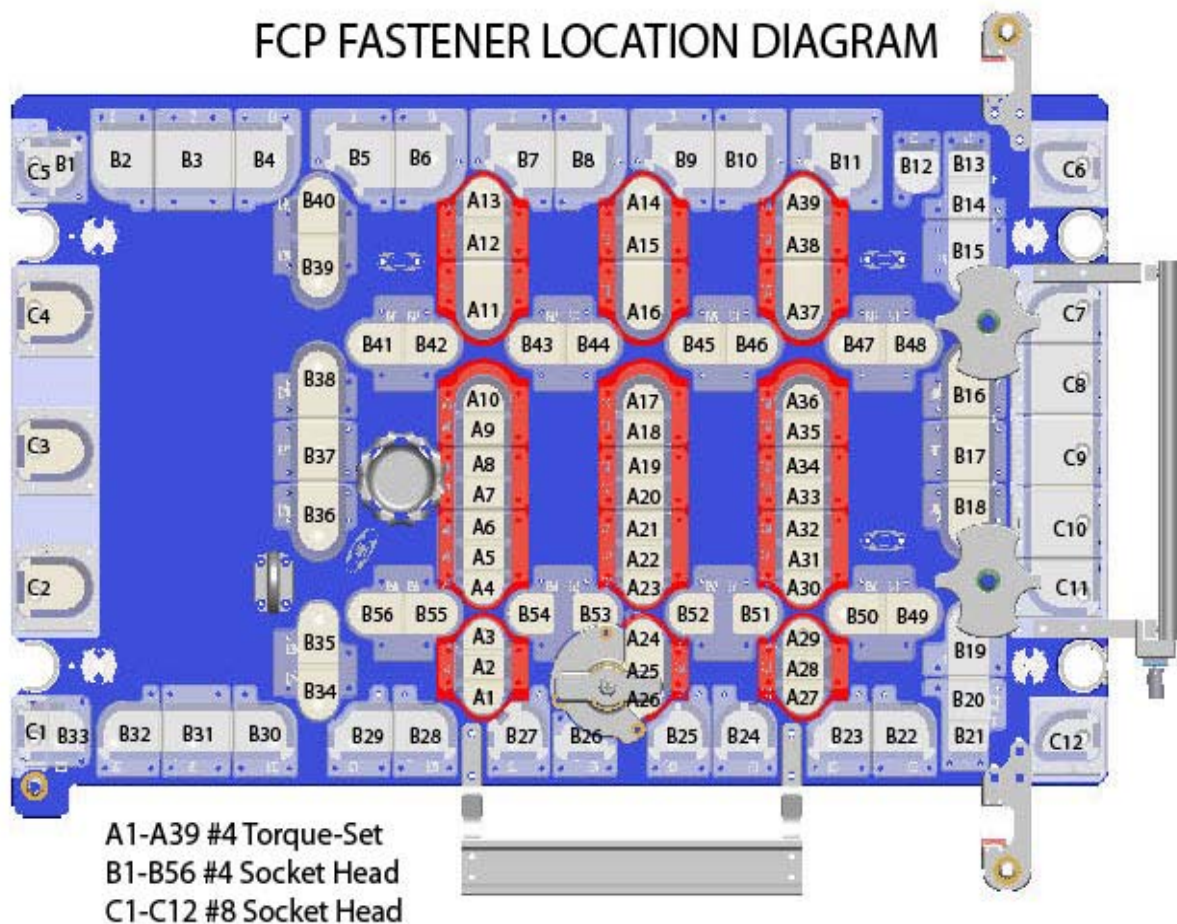 FCP FASTENER LOCATION DIAGRAM
C5 B1 B2 B3 B4 B5 B6 B7 B8 B9 B10 B11 B12 B13 C6
B40 A13 A14 A39 B14
B39 A12 A15 A38 B15
C4 A11 A16 A37 C7
B41 B42 B43 B44 B45 B46 B47 B48
B38 A10 A17 A36 B16 C8
A9 A18 A35
C3 B37 A8 A19 A34 B17 C9
A7 A20 A33
B36 A6 A21 A32 B18 C10
A5 A22 A31
C2 A4 A23 A30 C11
B56 B55 B54 B53 B52 B51 B50 B49
B35 A3 A24 A29 B19
A2 A25 A28
B34 A1 A26 A27 B20
C1 B33 B32 B31 B30 B29 B28 B27 B26 B25 B24 B23 B22 B21 C12
A1-A39 #4 Torque-Set
B1-B56 #4 Socket Head
C1-C12 #8 Socket Head